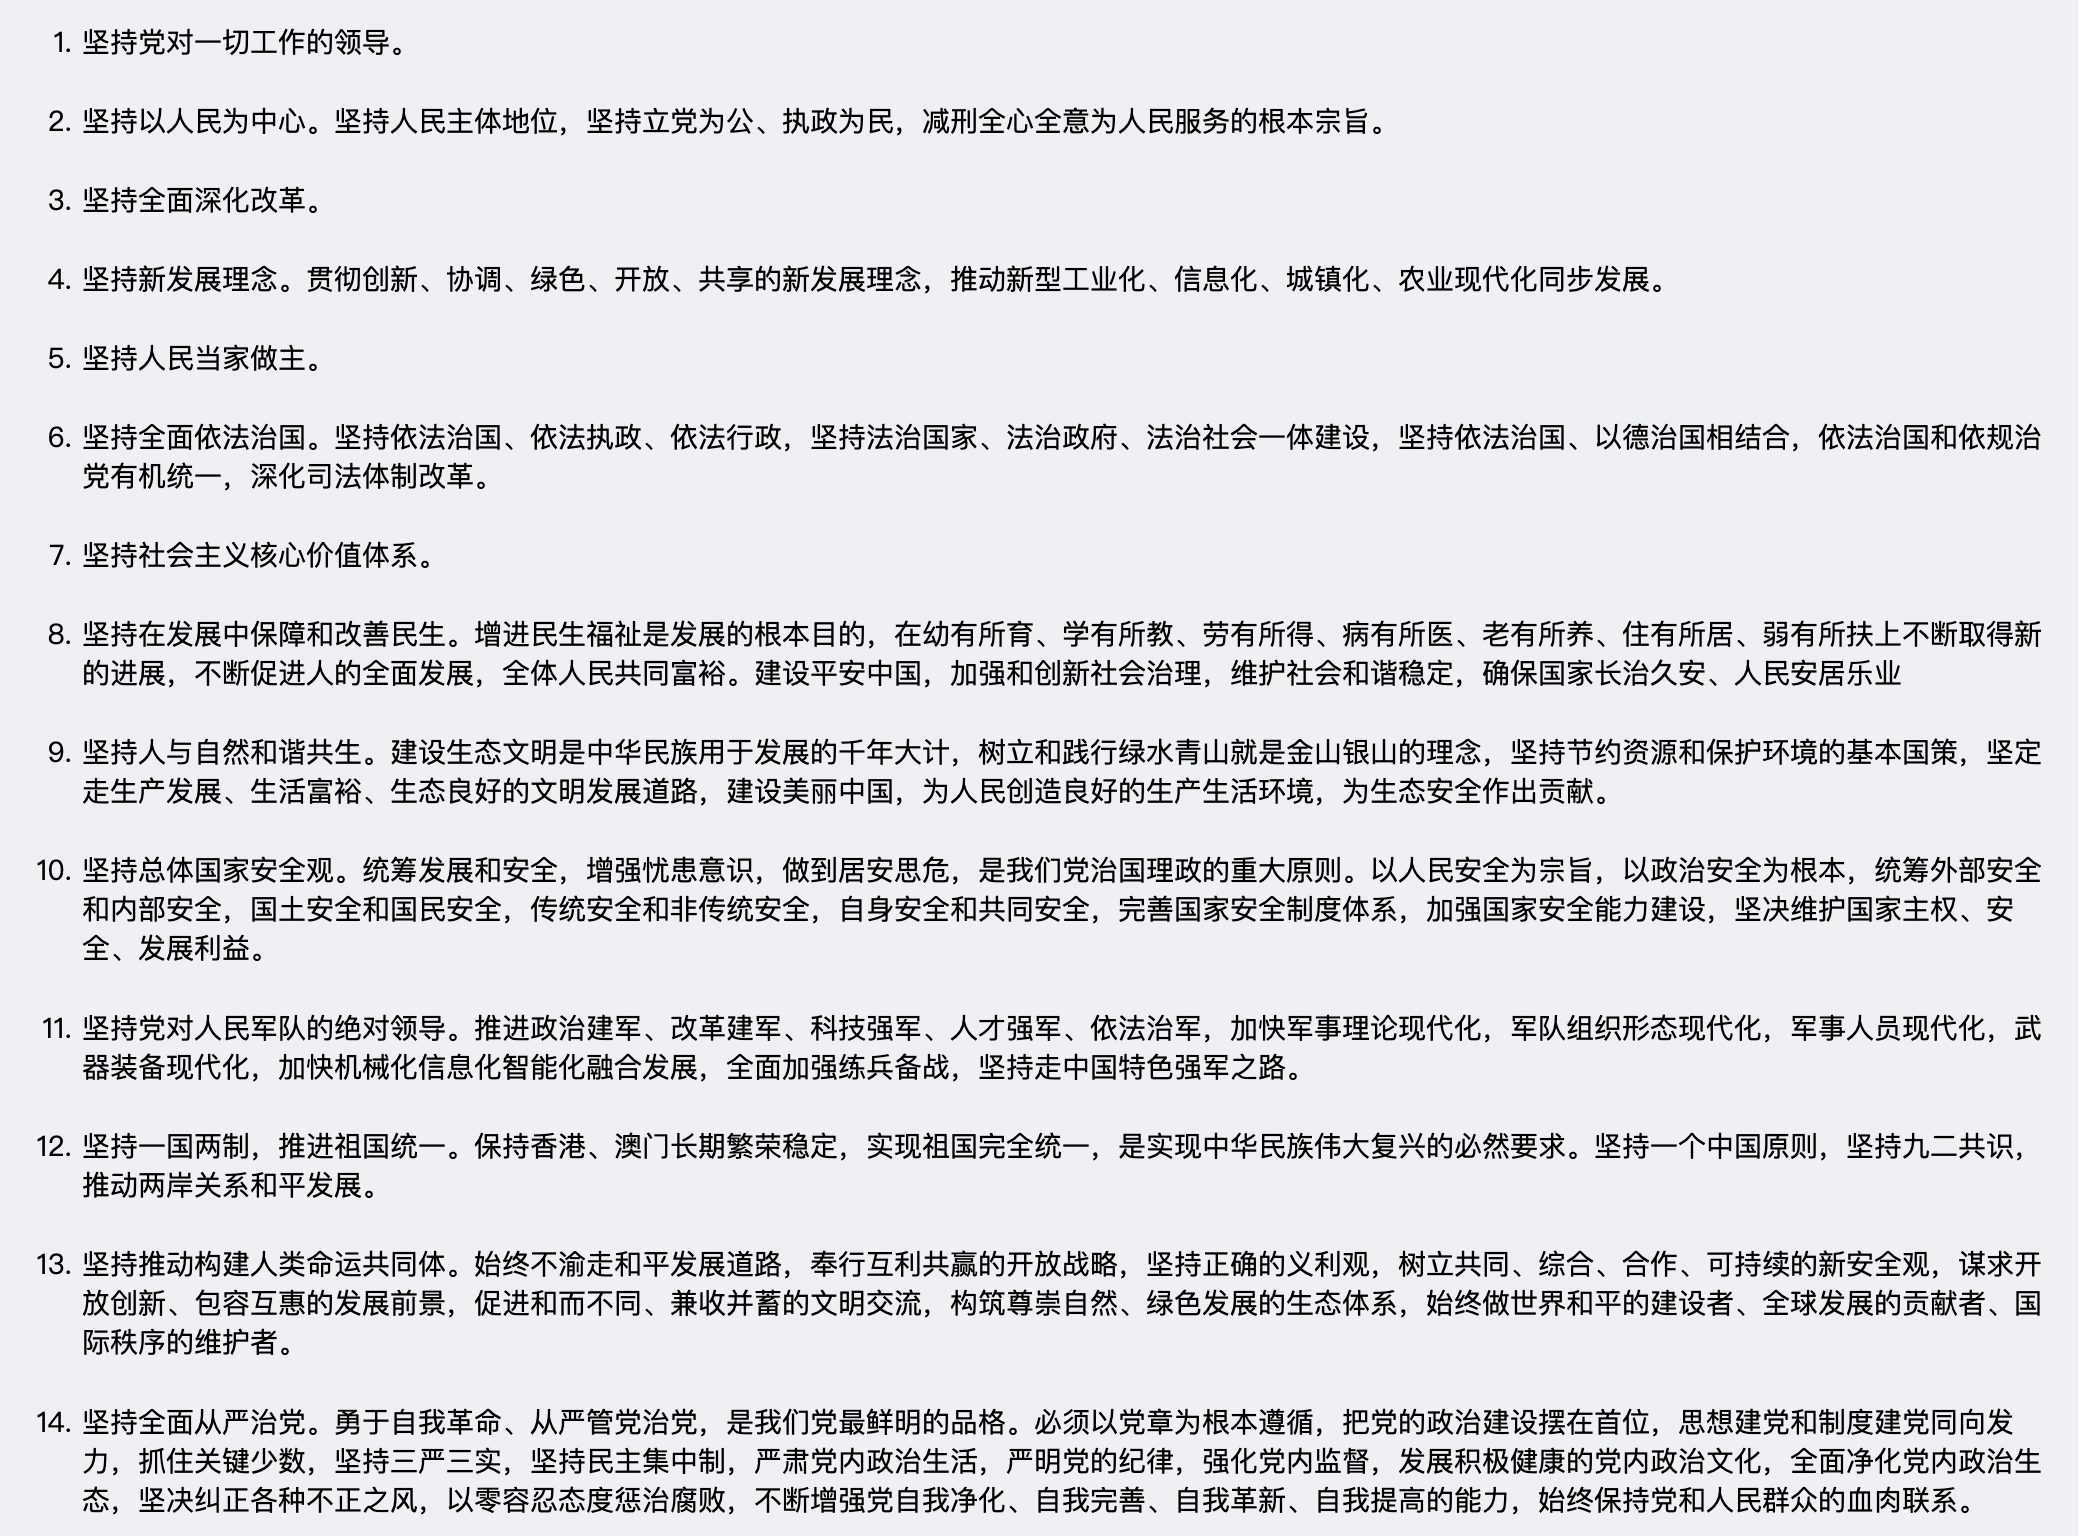 1. 坚持党对一切工作的领导。
2. 坚持以人民为中心。坚持人民主体地位，坚持立党为公、执政为民，减刑全心全意为人民服务的根本宗旨。
3. 坚持全面深化改革。
4. 坚持新发展理念。贯彻创新、协调、绿色、开放、共享的新发展理念，推动新型工业化、信息化、城镇化、农业现代化同步发展。
5. 坚持人民当家做主。
6. 坚持全面依法治国。坚持依法治国、依法执政、依法行政，坚持法治国家、法治政府、法治社会一体建设，坚持依法治国、以德治国相结合，依法治国和依规治
党有机统一，深化司法体制改革。
7. 坚持社会主义核心价值体系。
8. 坚持在发展中保障和改善民生。增进民生福祉是发展的根本目的，在幼有所育、学有所教、劳有所得、病有所医、老有所养、住有所居、弱有所扶上不断取得新
的进展，不断促进人的全面发展，全体人民共同富裕。建设平安中国，加强和创新社会治理，维护社会和谐稳定，确保国家长治久安、人民安居乐业
9. 坚持人与自然和谐共生。建设生态文明是中华民族用于发展的千年大计，树立和践行绿水青山就是金山银山的理念，坚持节约资源和保护环境的基本国策，坚定
走生产发展、生活富裕、生态良好的文明发展道路，建设美丽中国，为人民创造良好的生产生活环境，为生态安全作出贡献。
10. 坚持总体国家安全观。统筹发展和安全，增强忧患意识，做到居安思危，是我们党治国理政的重大原则。以人民安全为宗旨，以政治安全为根本，统筹外部安全
和内部安全，国土安全和国民安全，传统安全和非传统安全，自身安全和共同安全，完善国家安全制度体系，加强国家安全能力建设，坚决维护国家主权、安
全、发展利益。
11. 坚持党对人民军队的绝对领导。推进政治建军、改革建军、科技强军、人才强军、依法治军，加快军事理论现代化，军队组织形态现代化，军事人员现代化，武
器装备现代化，加快机械化信息化智能化融合发展，全面加强练兵备战，坚持走中国特色强军之路。
12. 坚持一国两制，推进祖国统一。保持香港、澳门长期繁荣稳定，实现祖国完全统一，是实现中华民族伟大复兴的必然要求。坚持一个中国原则，坚持九二共识，
推动两岸关系和平发展。
13. 坚持推动构建人类命运共同体。始终不渝走和平发展道路，奉行互利共赢的开放战略，坚持正确的义利观，树立共同、综合、合作、可持续的新安全观，谋求开
放创新、包容互惠的发展前景，促进和而不同、兼收并蓄的文明交流，构筑尊崇自然、绿色发展的生态体系，始终做世界和平的建设者、全球发展的贡献者、国
际秩序的维护者。
14. 坚持全面从严治党。勇于自我革命、从严管党治党，是我们党最鲜明的品格。必须以党章为根本遵循，把党的政治建设摆在首位，思想建党和制度建党同向发
力，抓住关键少数，坚持三严三实，坚持民主集中制，严肃党内政治生活，严明党的纪律，强化党内监督，发展积极健康的党内政治文化，全面净化党内政治生
态，坚决纠正各种不正之风，以零容忍态度惩治腐败，不断增强党自我净化、自我完善、自我革新、自我提高的能力，始终保持党和人民群众的血肉联系。